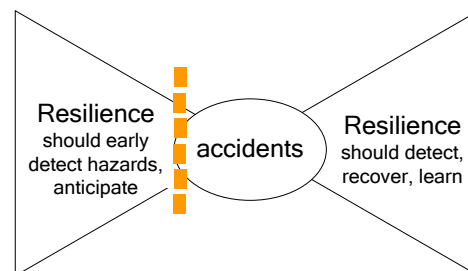 Resilience
should early
detect hazards,
anticipate
accidents
Resilience
should detect,
recover, learn